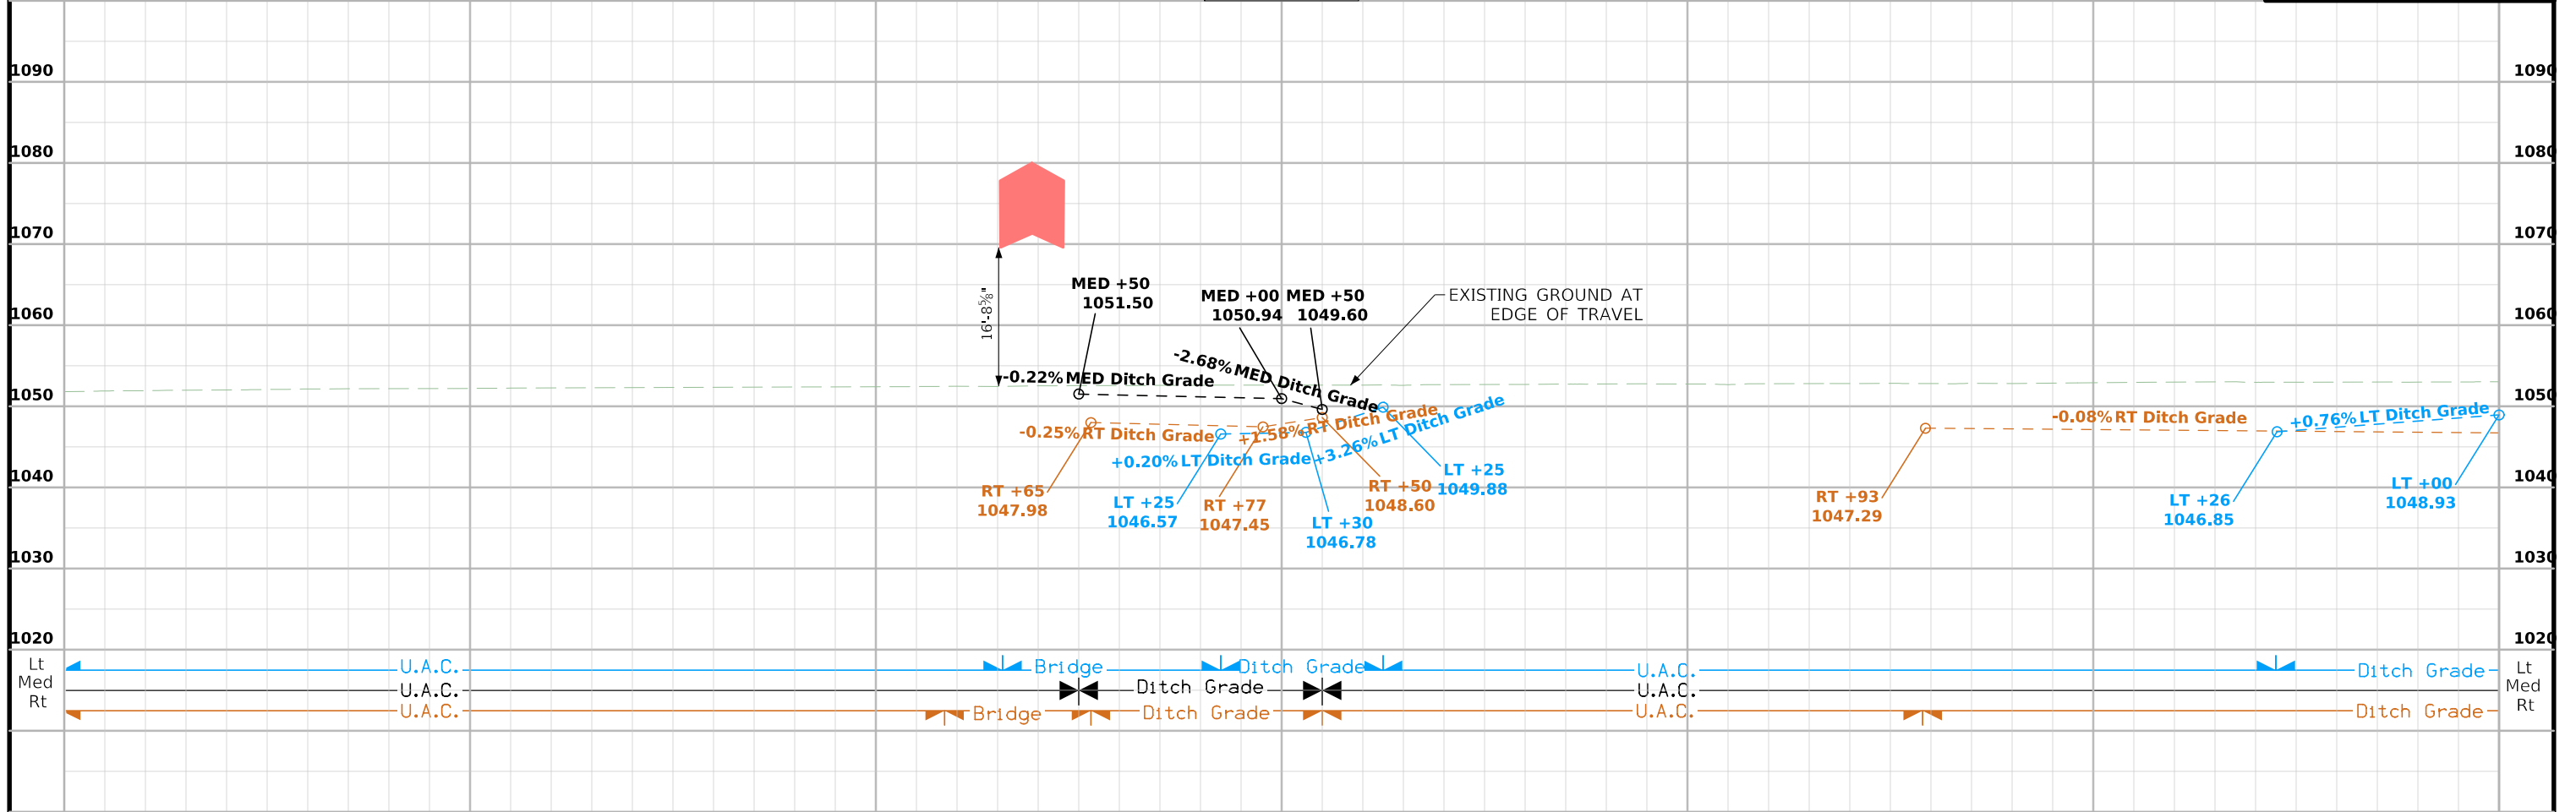 1090 1090
1080 1080
1070 1070
MED +50
1051.50
MED +00 MED +50
1050.94 1049.60
EXISTING GROUND AT
EDGE OF TRAVEL
16'-8⅝"
1060 1060
-2.68% MED Ditch Grade
-0.22% MED Ditch Grade
1050 1050
-0.25% RT Ditch Grade
+1.58% RT Ditch Grade
+0.20% LT Ditch Grade
+3.26% LT Ditch Grade
-0.08% RT Ditch Grade
+0.76% LT Ditch Grade
1040 1040
RT +65
1047.98
LT +25
1046.57
RT +77
1047.45
LT +30
1046.78
RT +50
1048.60
LT +25
1049.88
RT +93
1047.29
LT +26
1046.85
LT +00
1048.93
1030 1030
1020 1020
Lt U.A.C. Bridge Ditch Grade U.A.C. Ditch Grade Lt
Med U.A.C. Ditch Grade U.A.C. Med
Rt U.A.C. Bridge Ditch Grade U.A.C. Ditch Grade Rt